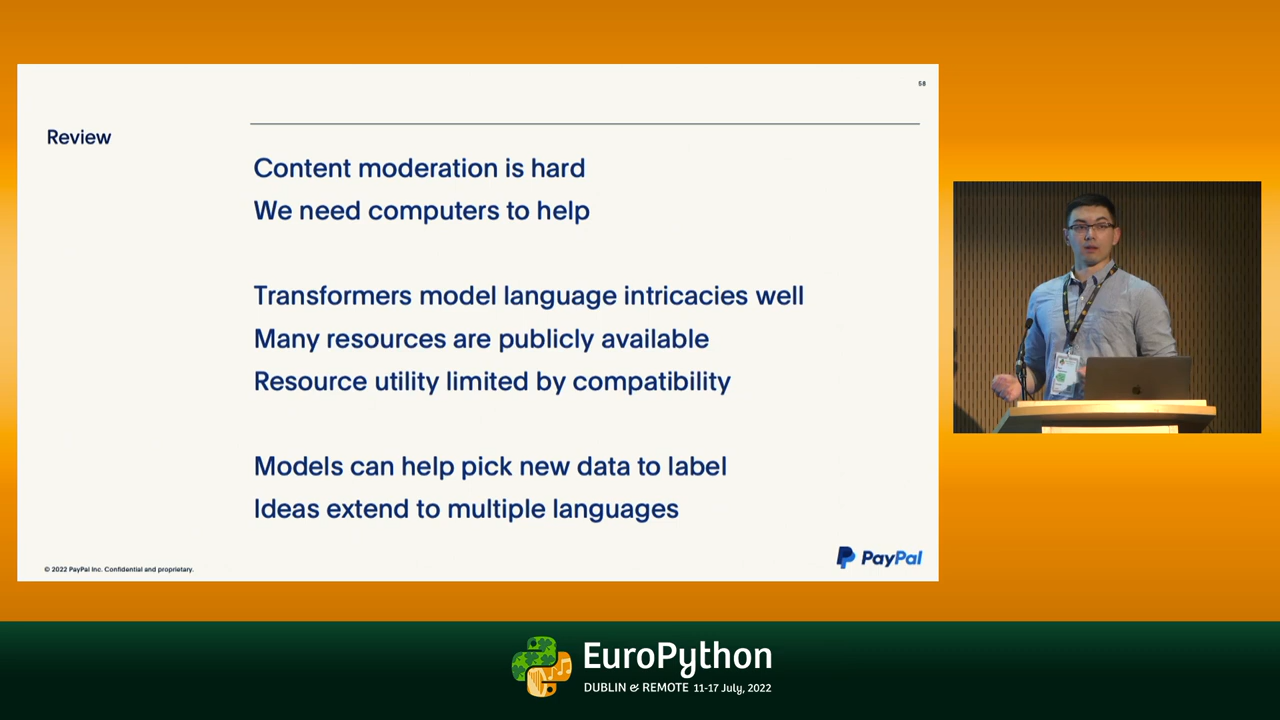 58
Review
Content moderation is hard
We need computers to help
Transformers model language intricacies well
Many resources are publicly available
Resource utility limited by compatibility
Models can help pick new data to label
Ideas extend to multiple languages
© 2022 PayPal Inc. Confidential and proprietary.
PayPal
EuroPython
DUBLIN & REMOTE 11-17 July, 2022